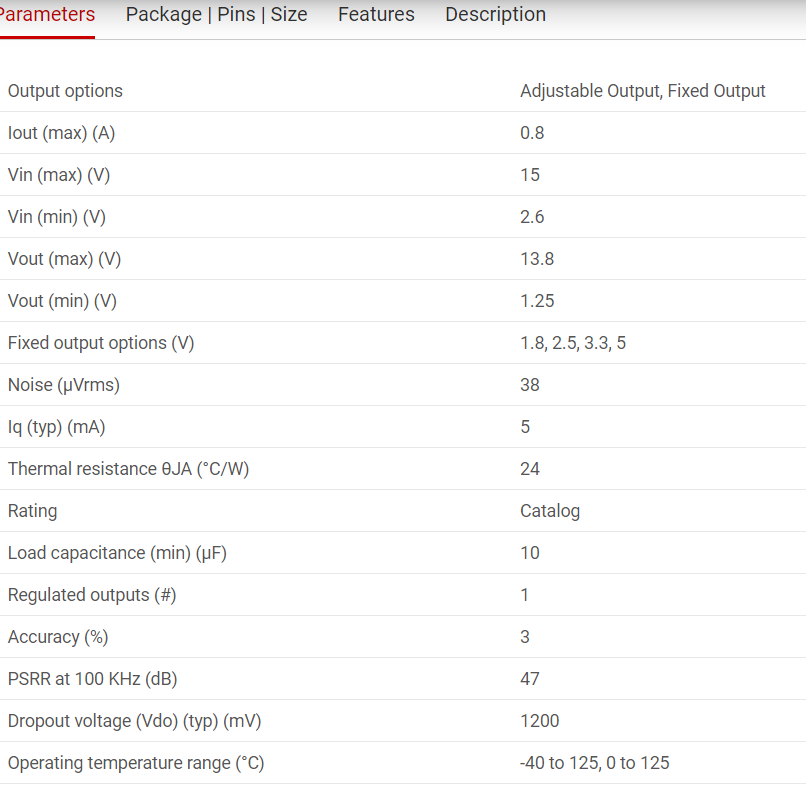 Parameters Package | Pins | Size Features Description
Output options Adjustable Output, Fixed Output
Iout (max) (A) 0.8
Vin (max) (V) 15
Vin (min) (V) 2.6
Vout (max) (V) 13.8
Vout (min) (V) 1.25
Fixed output options (V) 1.8, 2.5, 3.3, 5
Noise (µVrms) 38
Iq (typ) (mA) 5
Thermal resistance θJA (°C/W) 24
Rating Catalog
Load capacitance (min) (µF) 10
Regulated outputs (#) 1
Accuracy (%) 3
PSRR at 100 KHz (dB) 47
Dropout voltage (Vdo) (typ) (mV) 1200
Operating temperature range (°C) -40 to 125, 0 to 125